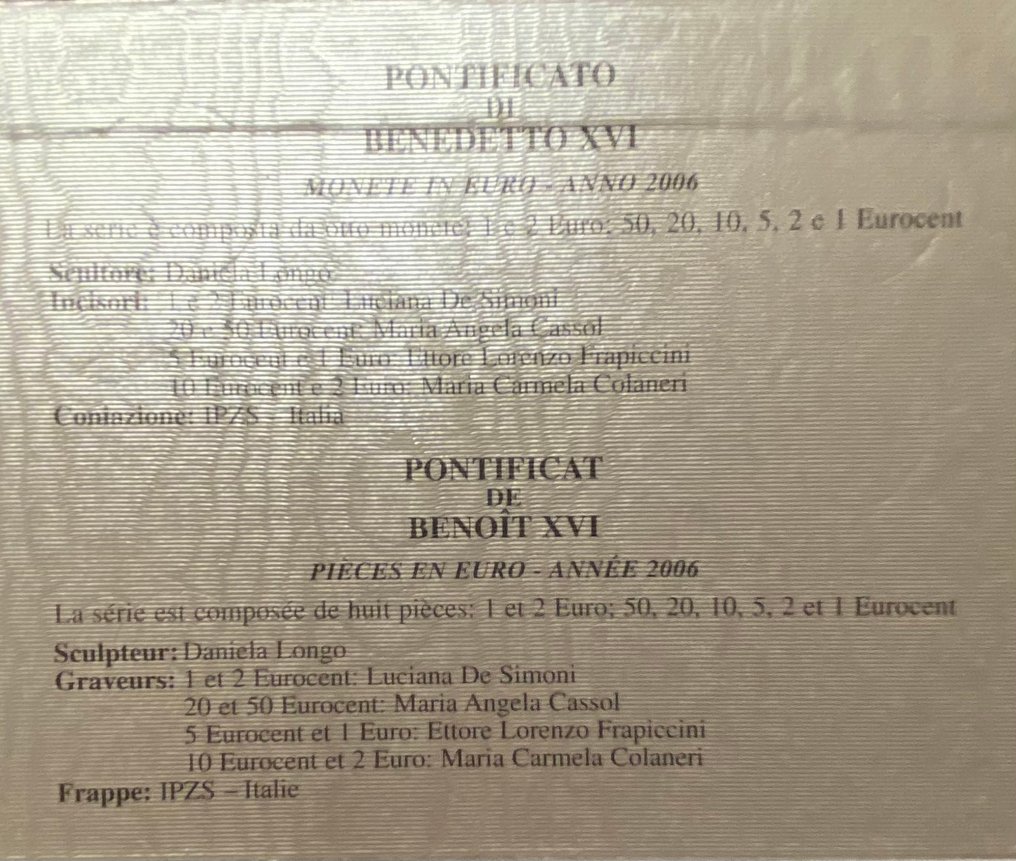 PONTIFICATO
DI
BENEDETTO XVI
MONETE IN EURO - ANNO 2006
La serie è composta da otto monete: 1 e 2 Euro; 50, 20, 10, 5, 2 e 1 Eurocent
Scultore: Daniela Longo
Incisori: 1 e 2 Eurocent: Luciana De Simoni
20 e 50 Eurocent: Maria Angela Cassol
5 Eurocent e 1 Euro: Ettore Lorenzo Frapiccini
10 Eurocent e 2 Euro: Maria Carmela Colaneri
Coniazione: IPZS – Italia
PONTIFICAT
DE
BENOÎT XVI
PIÈCES EN EURO - ANNÉE 2006
La série est composée de huit pièces: 1 et 2 Euro; 50, 20, 10, 5, 2 et 1 Eurocent
Sculpteur: Daniela Longo
Graveurs: 1 et 2 Eurocent: Luciana De Simoni
20 et 50 Eurocent: Maria Angela Cassol
5 Eurocent et 1 Euro: Ettore Lorenzo Frapiccini
10 Eurocent et 2 Euro: Maria Carmela Colaneri
Frappe: IPZS – Italie